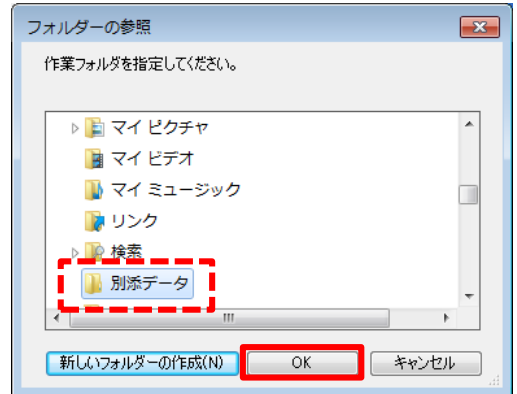 フォルダーの参照
作業フォルダを指定してください。
マイ ピクチャ
マイ ビデオ
マイ ミュージック
リンク
検索
別添データ
新しいフォルダーの作成(N)
OK
キャンセル